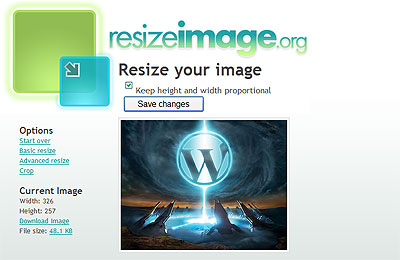 resizeimage.org
Resize your image
Keep height and width proportional
Save changes
Options
Start over
Basic resize
Advanced resize
Crop
Current Image
Width: 326
Height: 257
Download image
File size: 48.1 KB
W